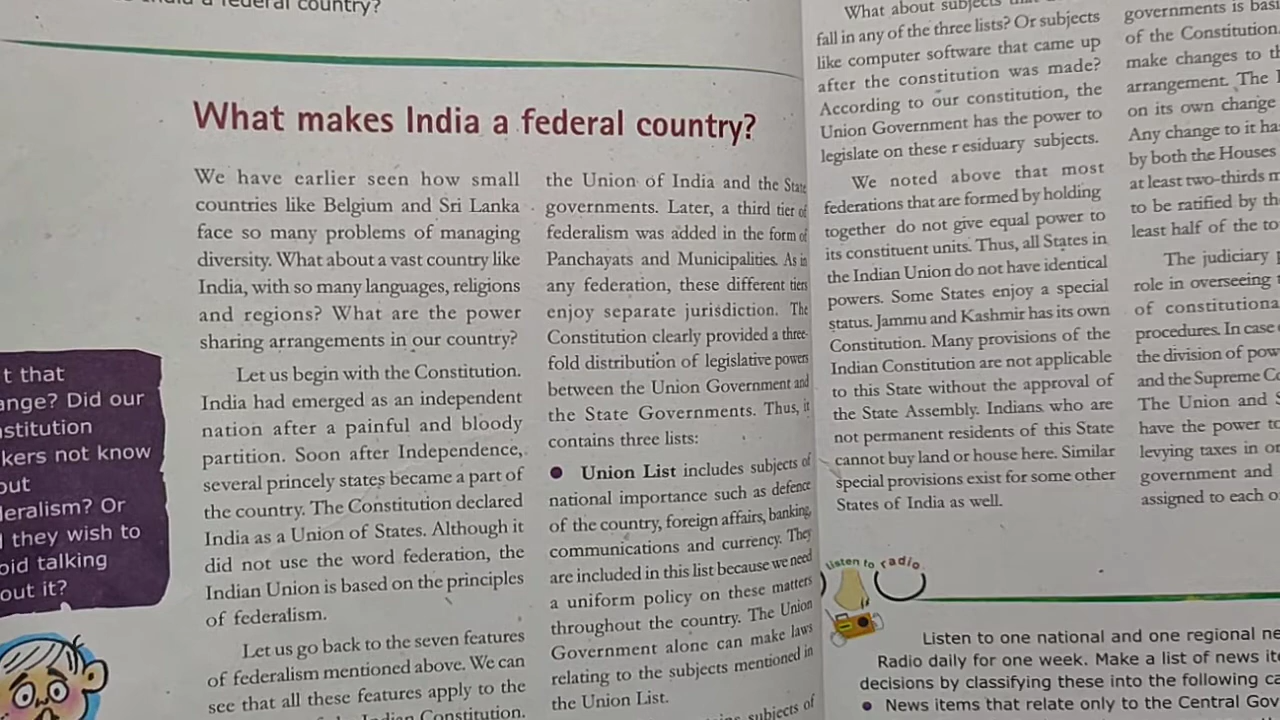 a federal country?
What makes India a federal country?
We have earlier seen how small
countries like Belgium and Sri Lanka
face so many problems of managing
diversity. What about a vast country like
India, with so many languages, religions
and regions? What are the power
sharing arrangements in our country?
Let us begin with the Constitution.
India had emerged as an independent
nation after a painful and bloody
partition. Soon after Independence,
several princely states became a part of
the country. The Constitution declared
India as a Union of States. Although it
did not use the word federation, the
Indian Union is based on the principles
of federalism.
Let us go back to the seven features
of federalism mentioned above. We can
see that all these features apply to the
Indian Constitution.
the Union of India and the State
governments. Later, a third tier of
federalism was added in the form of
Panchayats and Municipalities. As in
any federation, these different tiers
enjoy separate jurisdiction. The
Constitution clearly provided a three-
fold distribution of legislative powers
between the Union Government and
the State Governments. Thus, it
contains three lists:
● Union List includes subjects of
national importance such as defence
of the country, foreign affairs, banking,
communications and currency. They
are included in this list because we need
a uniform policy on these matters
throughout the country. The Union
Government alone can make laws
relating to the subjects mentioned in
the Union List.
subjects of
t that
ange? Did our
nstitution
kers not know
out
deralism? Or
they wish to
oid talking
out it?
What about subjects
fall in any of the three lists? Or subjects
like computer software that came up
after the constitution was made?
According to our constitution, the
Union Government has the power to
legislate on these r esiduary subjects.
We noted above that most
federations that are formed by holding
together do not give equal power to
its constituent units. Thus, all States in
the Indian Union do not have identical
powers. Some States enjoy a special
status. Jammu and Kashmir has its own
Constitution. Many provisions of the
Indian Constitution are not applicable
to this State without the approval of
the State Assembly. Indians who are
not permanent residents of this State
cannot buy land or house here. Similar
special provisions exist for some other
States of India as well.
governments is basi
of the Constitution.
make changes to th
arrangement. The
on its own change
Any change to it ha
by both the Houses
at least two-thirds m
to be ratified by th
least half of the to
The judiciary
role in overseeing
of constitutiona
procedures. In case
the division of pow
and the Supreme Co
The Union and S
have the power to
levying taxes in or
government and
assigned to each o
listen to radio
Listen to one national and one regional ne
Radio daily for one week. Make a list of news ite
decisions by classifying these into the following ca
● News items that relate only to the Central Gov